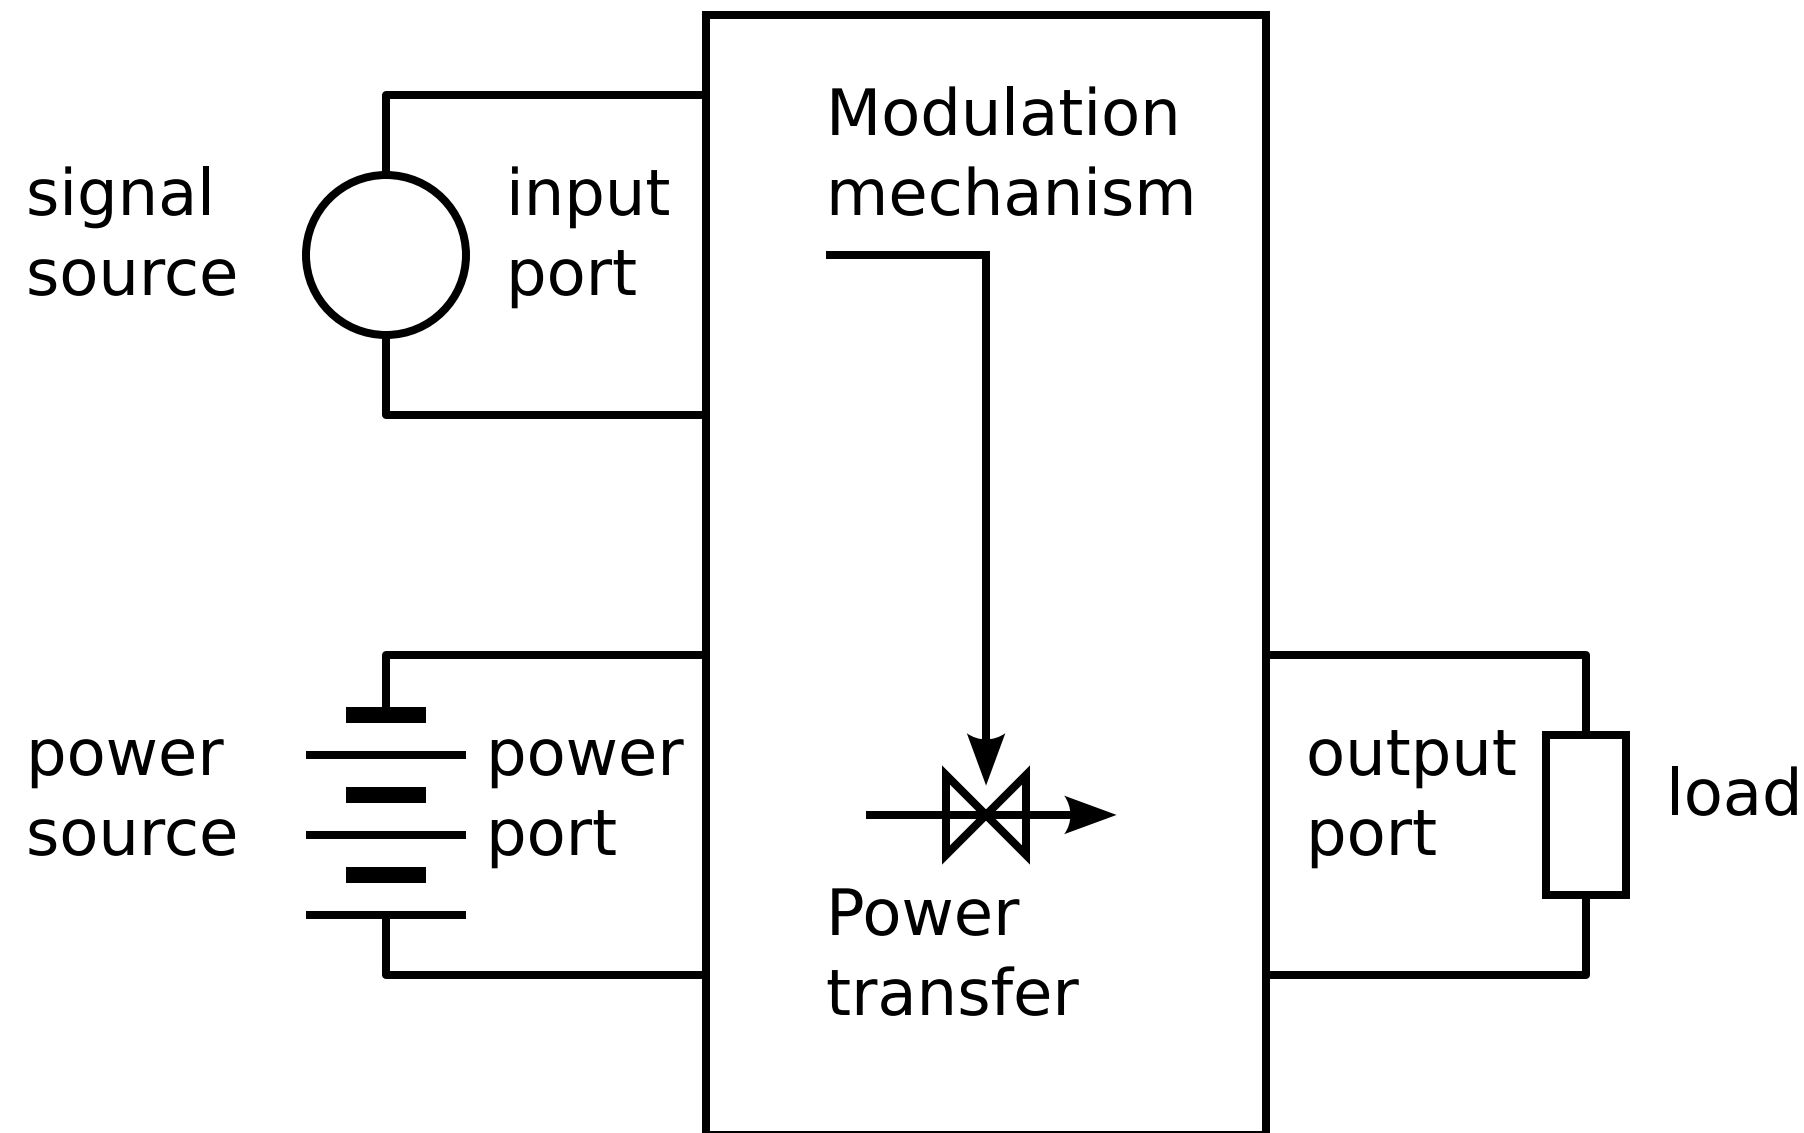 Modulation
mechanism
signal
source
input
port
power
source
power
port
output
port
load
Power
transfer